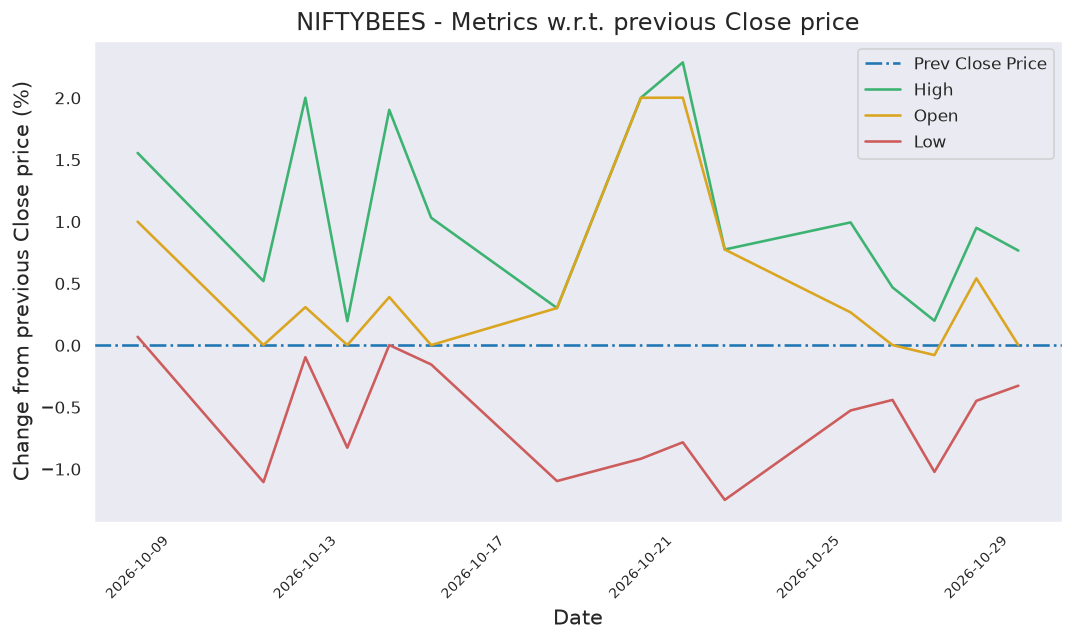 NIFTYBEES - Metrics w.r.t. previous Close price
Change from previous Close price (%)
2.0
1.5
1.0
0.5
0.0
−0.5
−1.0
Prev Close Price
High
Open
Low
2026-10-09
2026-10-13
2026-10-17
2026-10-21
2026-10-25
2026-10-29
Date